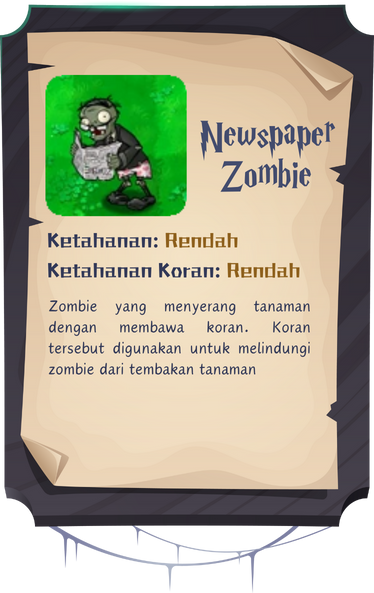 Newspaper
Zombie
Ketahanan: Rendah
Ketahanan Koran: Rendah
Zombie yang menyerang tanaman
dengan membawa koran. Koran
tersebut digunakan untuk melindungi
zombie dari tembakan tanaman